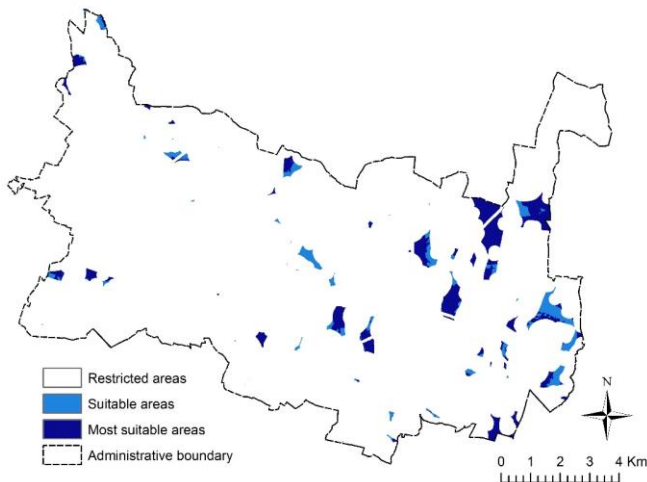 Restricted areas
Suitable areas
Most suitable areas
Administrative boundary
N
0 1 2 3 4 Km